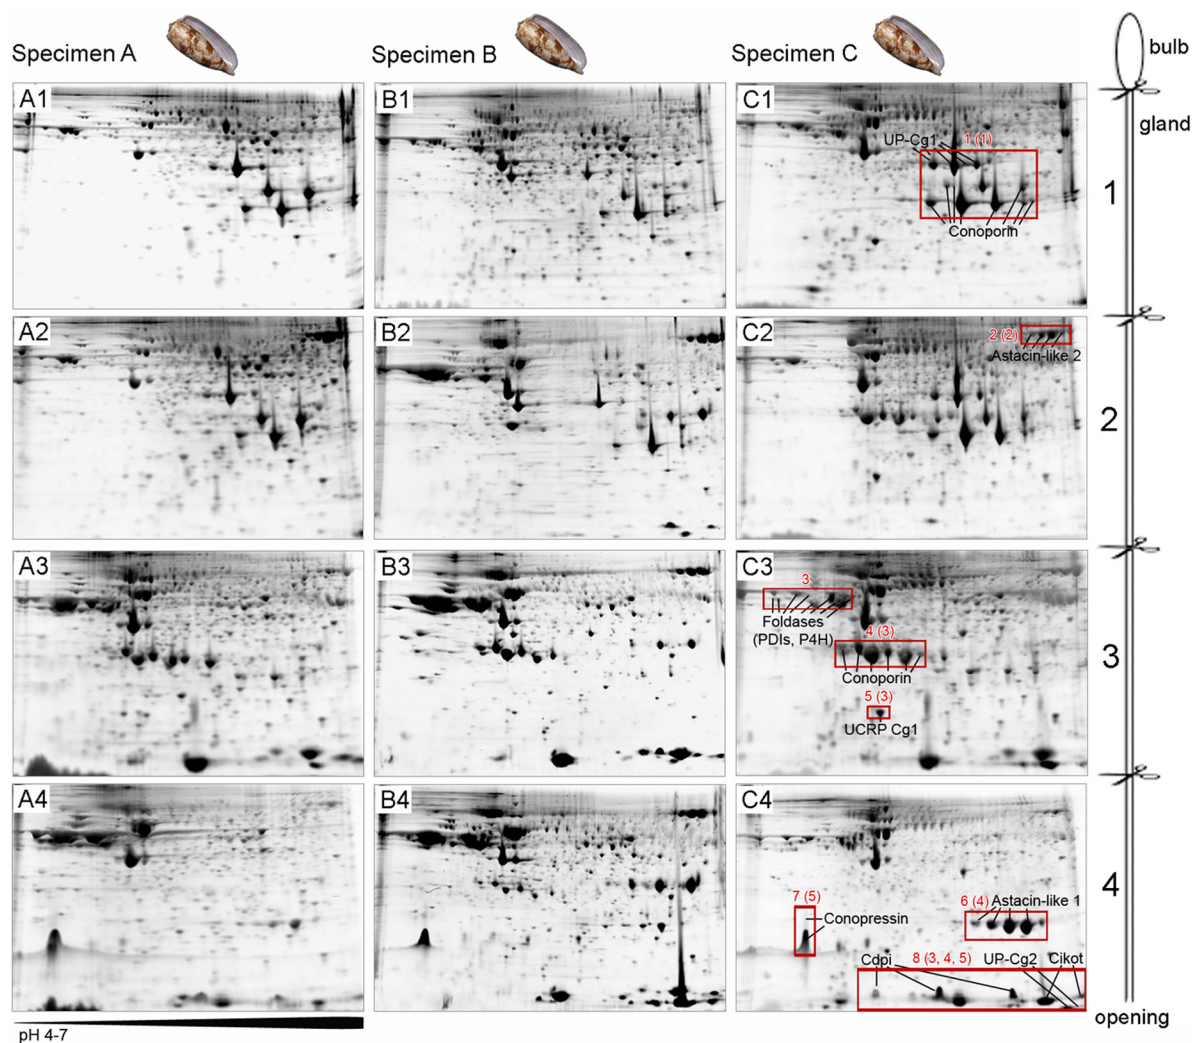 Specimen A
Specimen B
Specimen C
bulb
A1
B1
C1
gland
UP-Cg1
1 (1)
Conoporin
1
A2
B2
C2
2 (2)
Astacin-like 2
2
A3
B3
C3
3
Foldases
(PDIs, P4H)
4 (3)
Conoporin
5 (3)
UCRP Cg1
3
A4
B4
C4
7 (5)
Conopressin
6 (4)
Astacin-like 1
Cdpi
8 (3, 4, 5)
UP-Cg2
Cikot
4
opening
pH 4-7